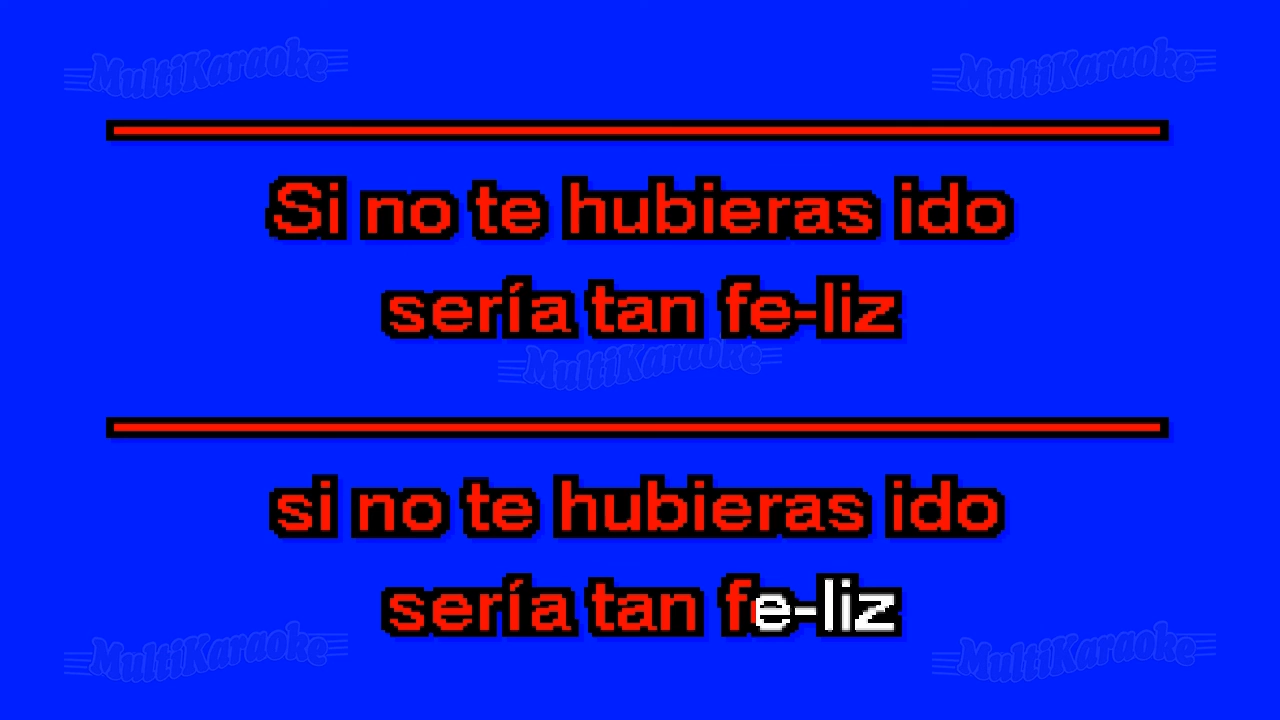 MultiKaraoke MultiKaraoke
Si no te hubieras ido
sería tan fe-liz
MultiKaraoke
si no te hubieras ido
sería tan fe-liz
MultiKaraoke MultiKaraoke